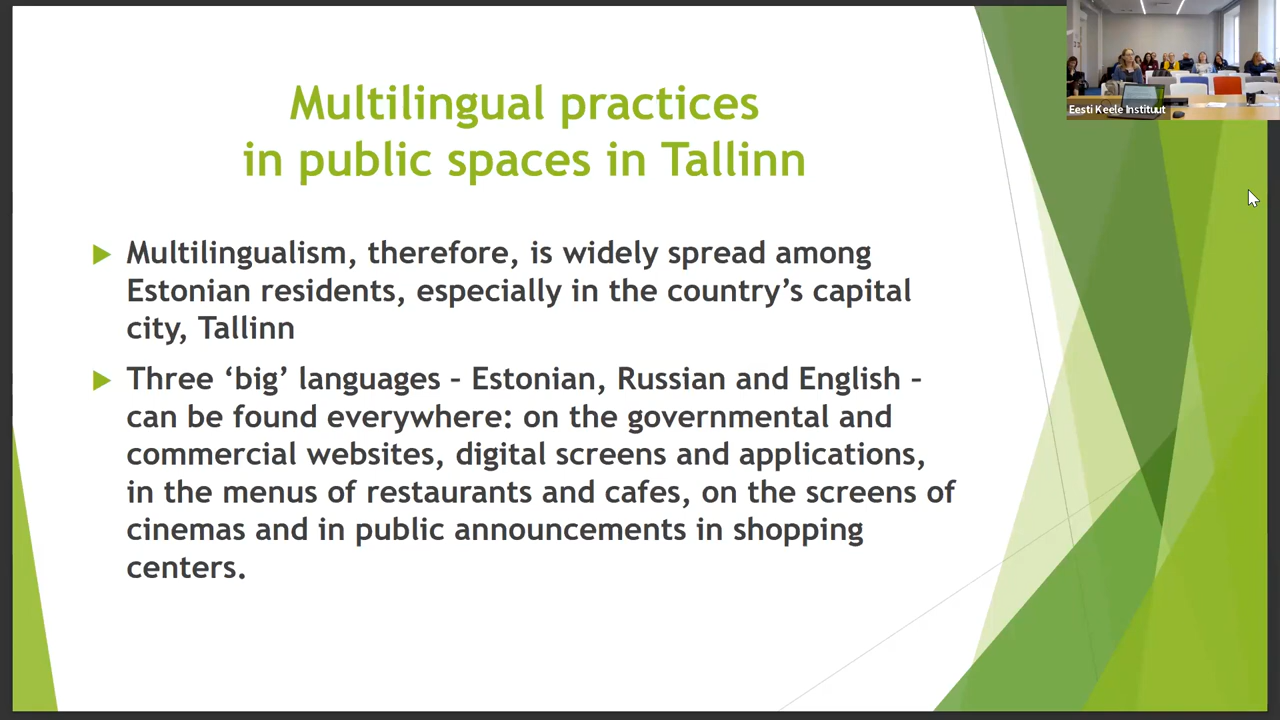 Multilingual practices
in public spaces in Tallinn
Multilingualism, therefore, is widely spread among
Estonian residents, especially in the country’s capital
city, Tallinn
Three ‘big’ languages – Estonian, Russian and English –
can be found everywhere: on the governmental and
commercial websites, digital screens and applications,
in the menus of restaurants and cafes, on the screens of
cinemas and in public announcements in shopping
centers.
Eesti Keele Instituut